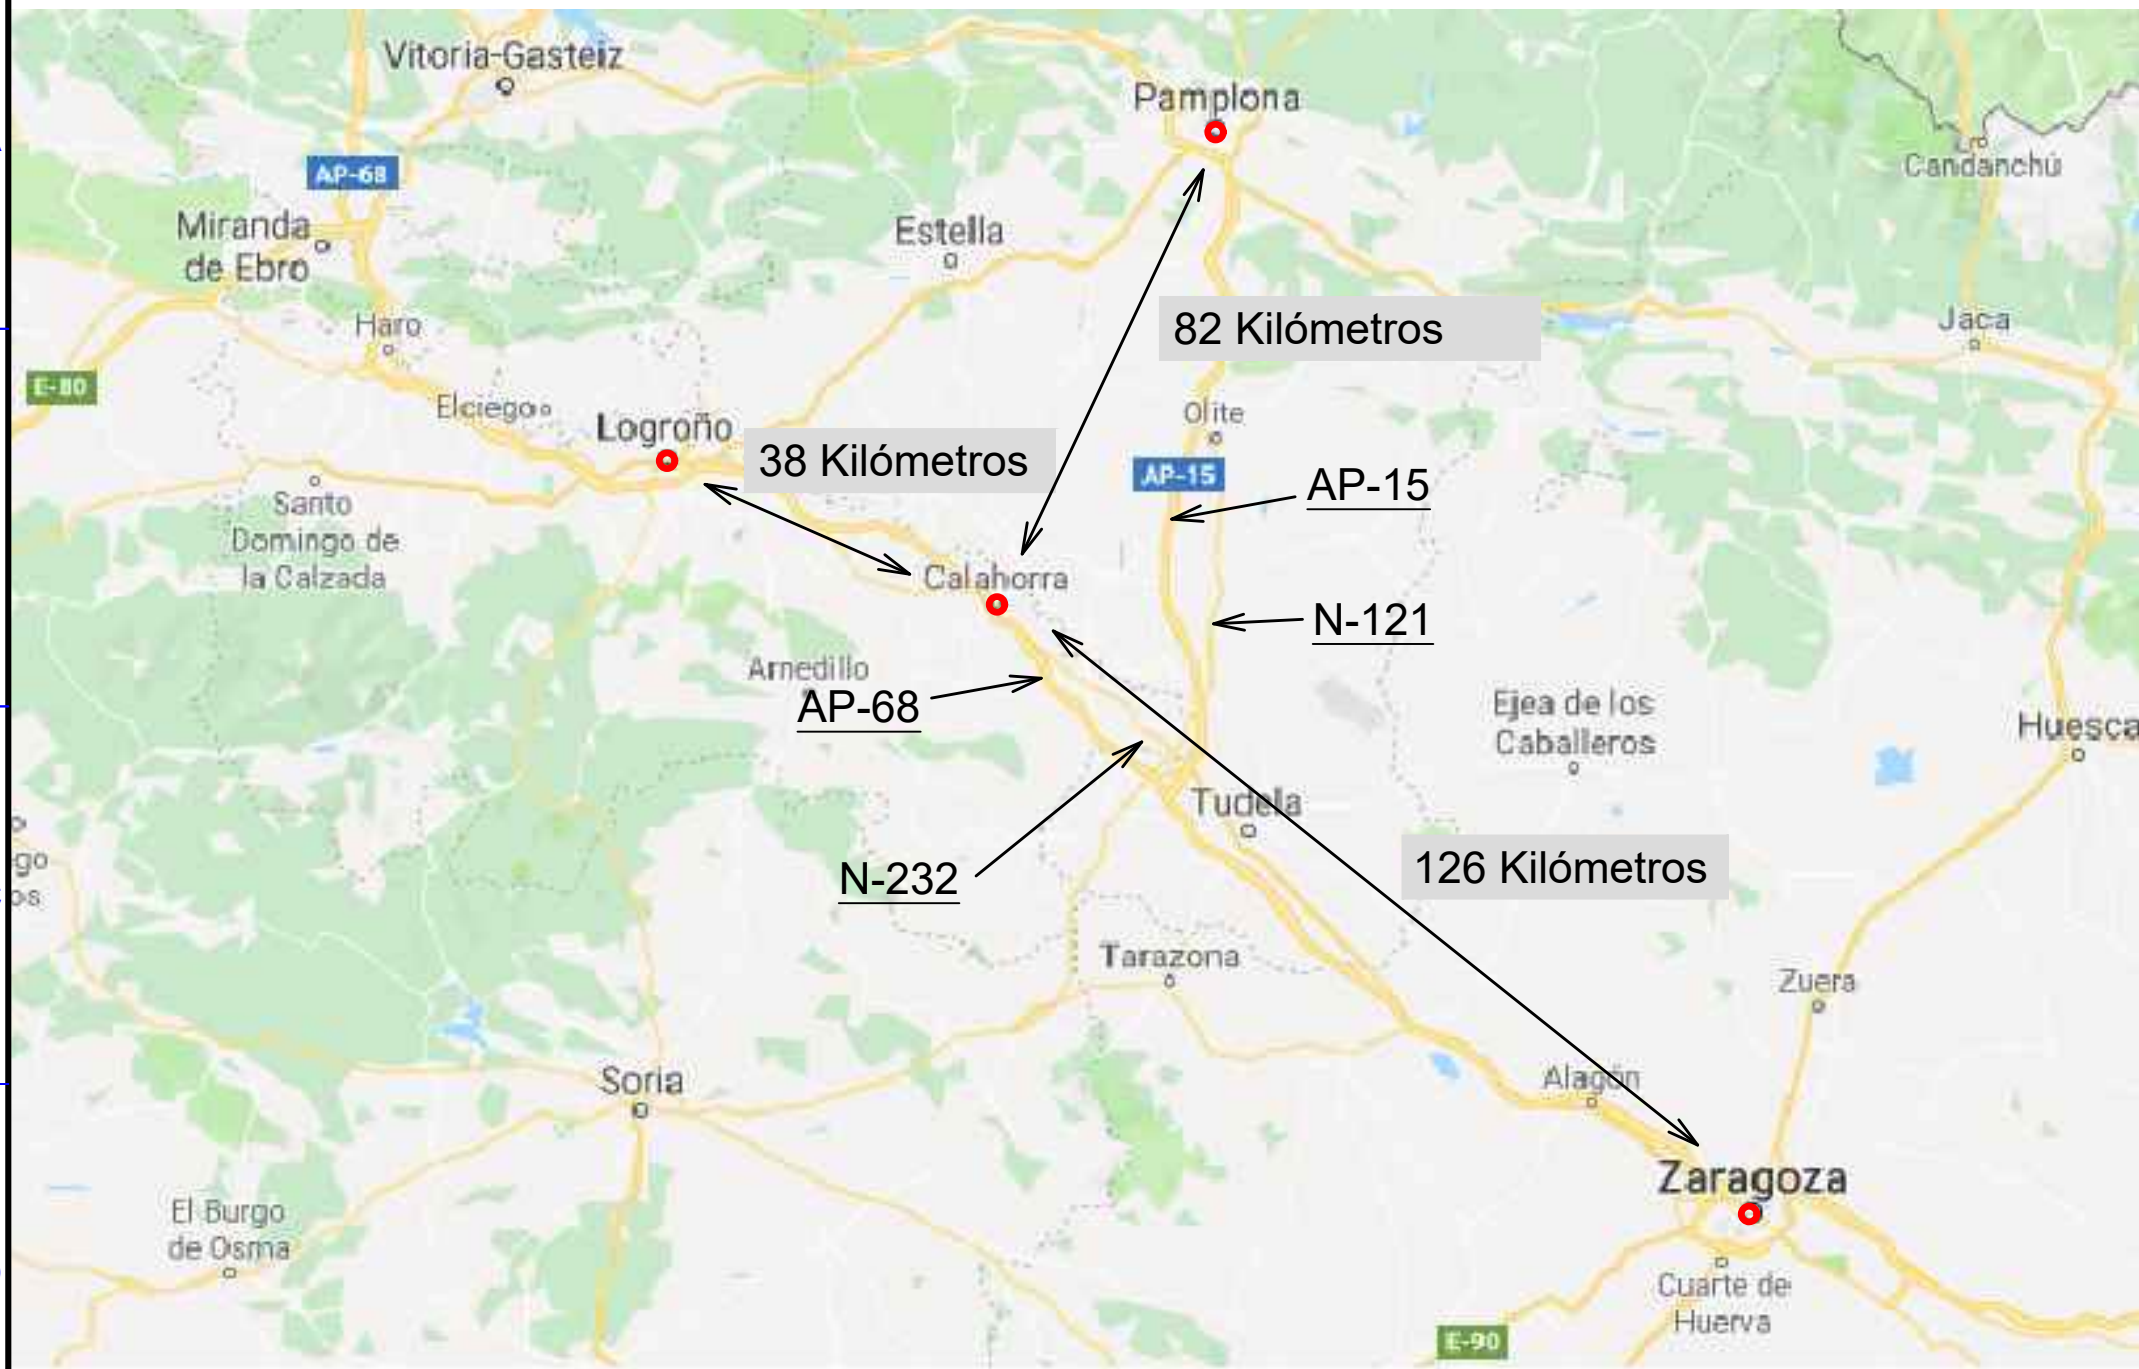 Vitoria-Gasteiz
Pamplona
AP-68
Candanchú
Miranda
de Ebro
Estella
82 Kilómetros
Haro
Jaca
E-80
Elciego
Logroño
Olite
38 Kilómetros
AP-15
AP-15
Santo
Domingo de
la Calzada
Calahorra
N-121
Arnedillo
AP-68
Ejea de los
Caballeros
Huesca
Tudela
go
os
126 Kilómetros
N-232
Tarazona
Zuera
Soria
Alagón
Zaragoza
El Burgo
de Osma
Cuarte de
Huerva
E-90